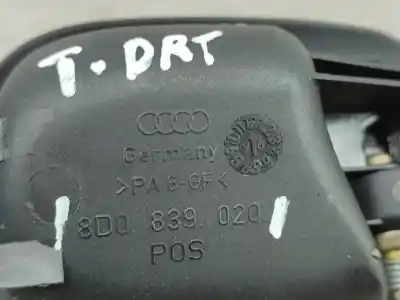 T. DRT
Germany
>PA 6-GF<
8D0 839 020
POS